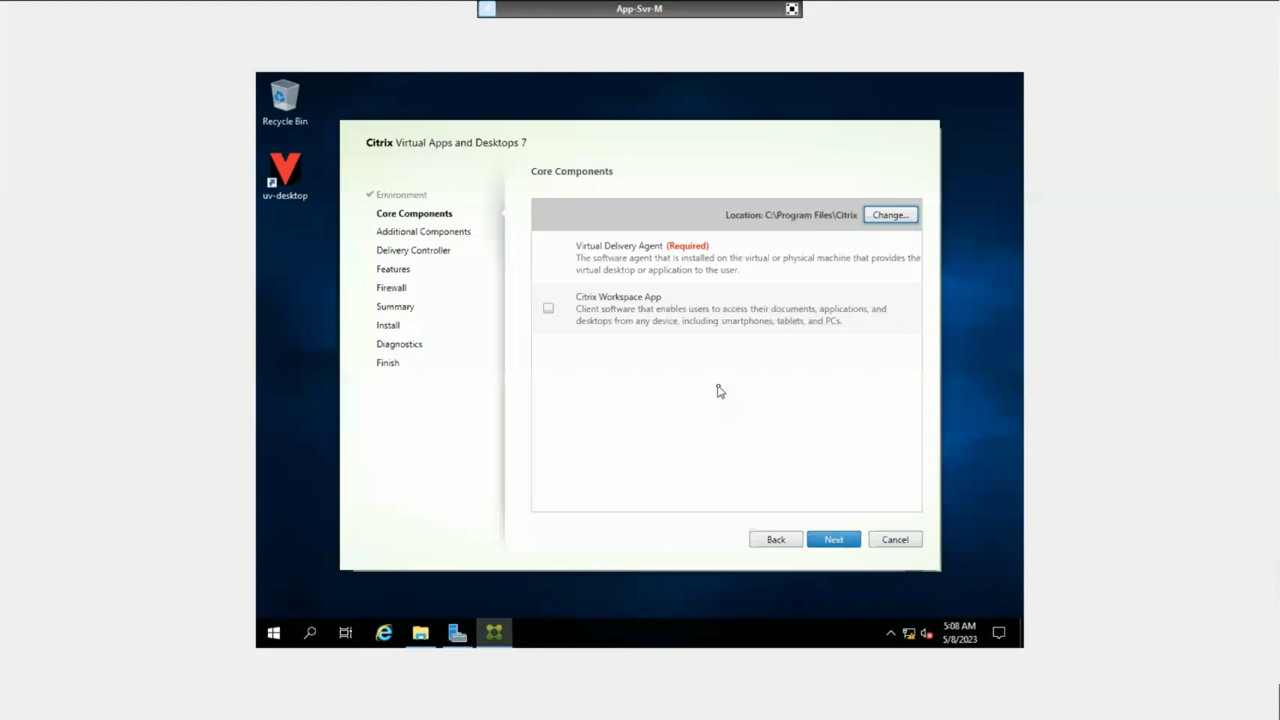 App-Svr-M
Recycle Bin
uv-desktop
Citrix Virtual Apps and Desktops 7
Environment
Core Components
Additional Components
Delivery Controller
Features
Firewall
Summary
Install
Diagnostics
Finish
Core Components
Location: C:\Program Files\Citrix
Change...
Virtual Delivery Agent (Required)
The software agent that is installed on the virtual or physical machine that provides the
virtual desktop or application to the user.
Citrix Workspace App
Client software that enables users to access their documents, applications, and
desktops from any device, including smartphones, tablets, and PCs.
Back
Next
Cancel
5:08 AM
5/8/2023